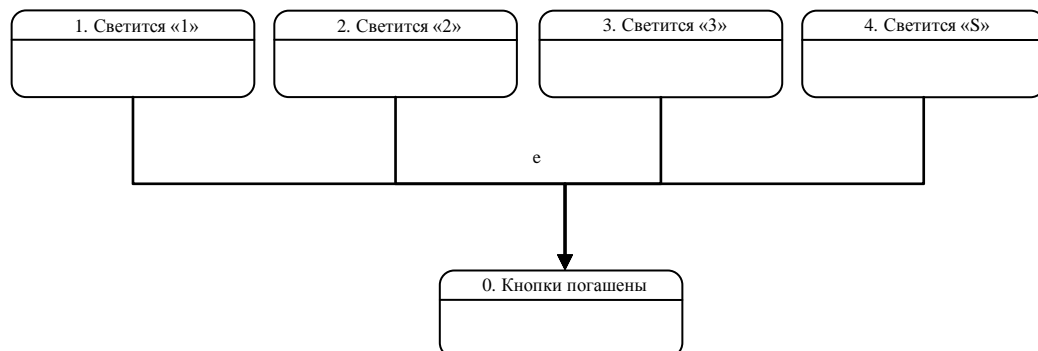 1. Светится «1»
2. Светится «2»
3. Светится «3»
4. Светится «S»
e
0. Кнопки погашены